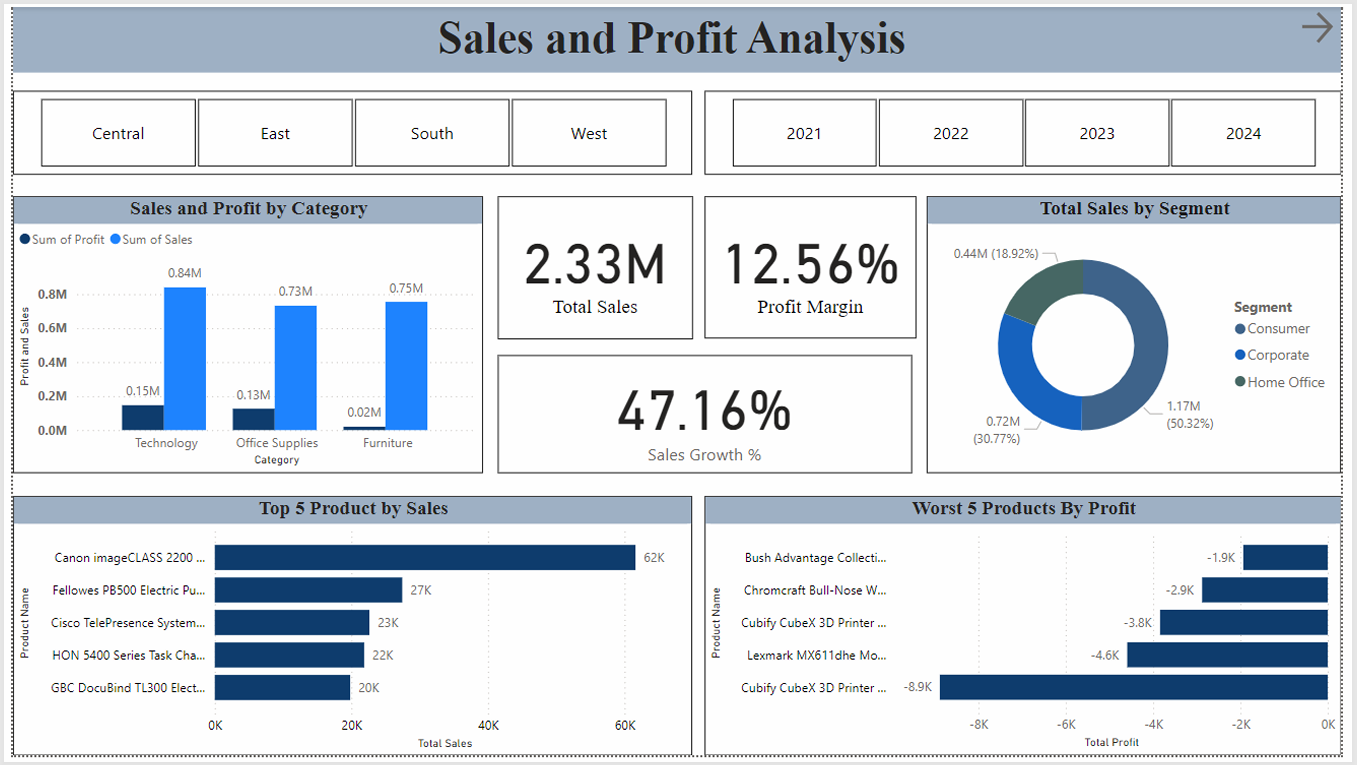 Sales and Profit Analysis
Central
East
South
West
2021
2022
2023
2024
Sales and Profit by Category
Sum of Profit
Sum of Sales
Profit and Sales
0.8M
0.6M
0.4M
0.2M
0.0M
0.15M
0.84M
0.13M
0.73M
0.02M
0.75M
Technology
Office Supplies
Furniture
Category
2.33M
Total Sales
12.56%
Profit Margin
47.16%
Sales Growth %
Total Sales by Segment
0.44M (18.92%)
0.72M
(30.77%)
1.17M
(50.32%)
Segment
Consumer
Corporate
Home Office
Top 5 Product by Sales
Product Name
Canon imageCLASS 2200 ...
62K
Fellowes PB500 Electric Pu...
27K
Cisco TelePresence System...
23K
HON 5400 Series Task Cha...
22K
GBC DocuBind TL300 Elect...
20K
0K
20K
40K
60K
Total Sales
Worst 5 Products By Profit
Product Name
Bush Advantage Collecti...
-1.9K
Chromcraft Bull-Nose W...
-2.9K
Cubify CubeX 3D Printer ...
-3.8K
Lexmark MX611dhe Mo...
-4.6K
Cubify CubeX 3D Printer ...
-8.9K
-8K
-6K
-4K
-2K
0K
Total Profit